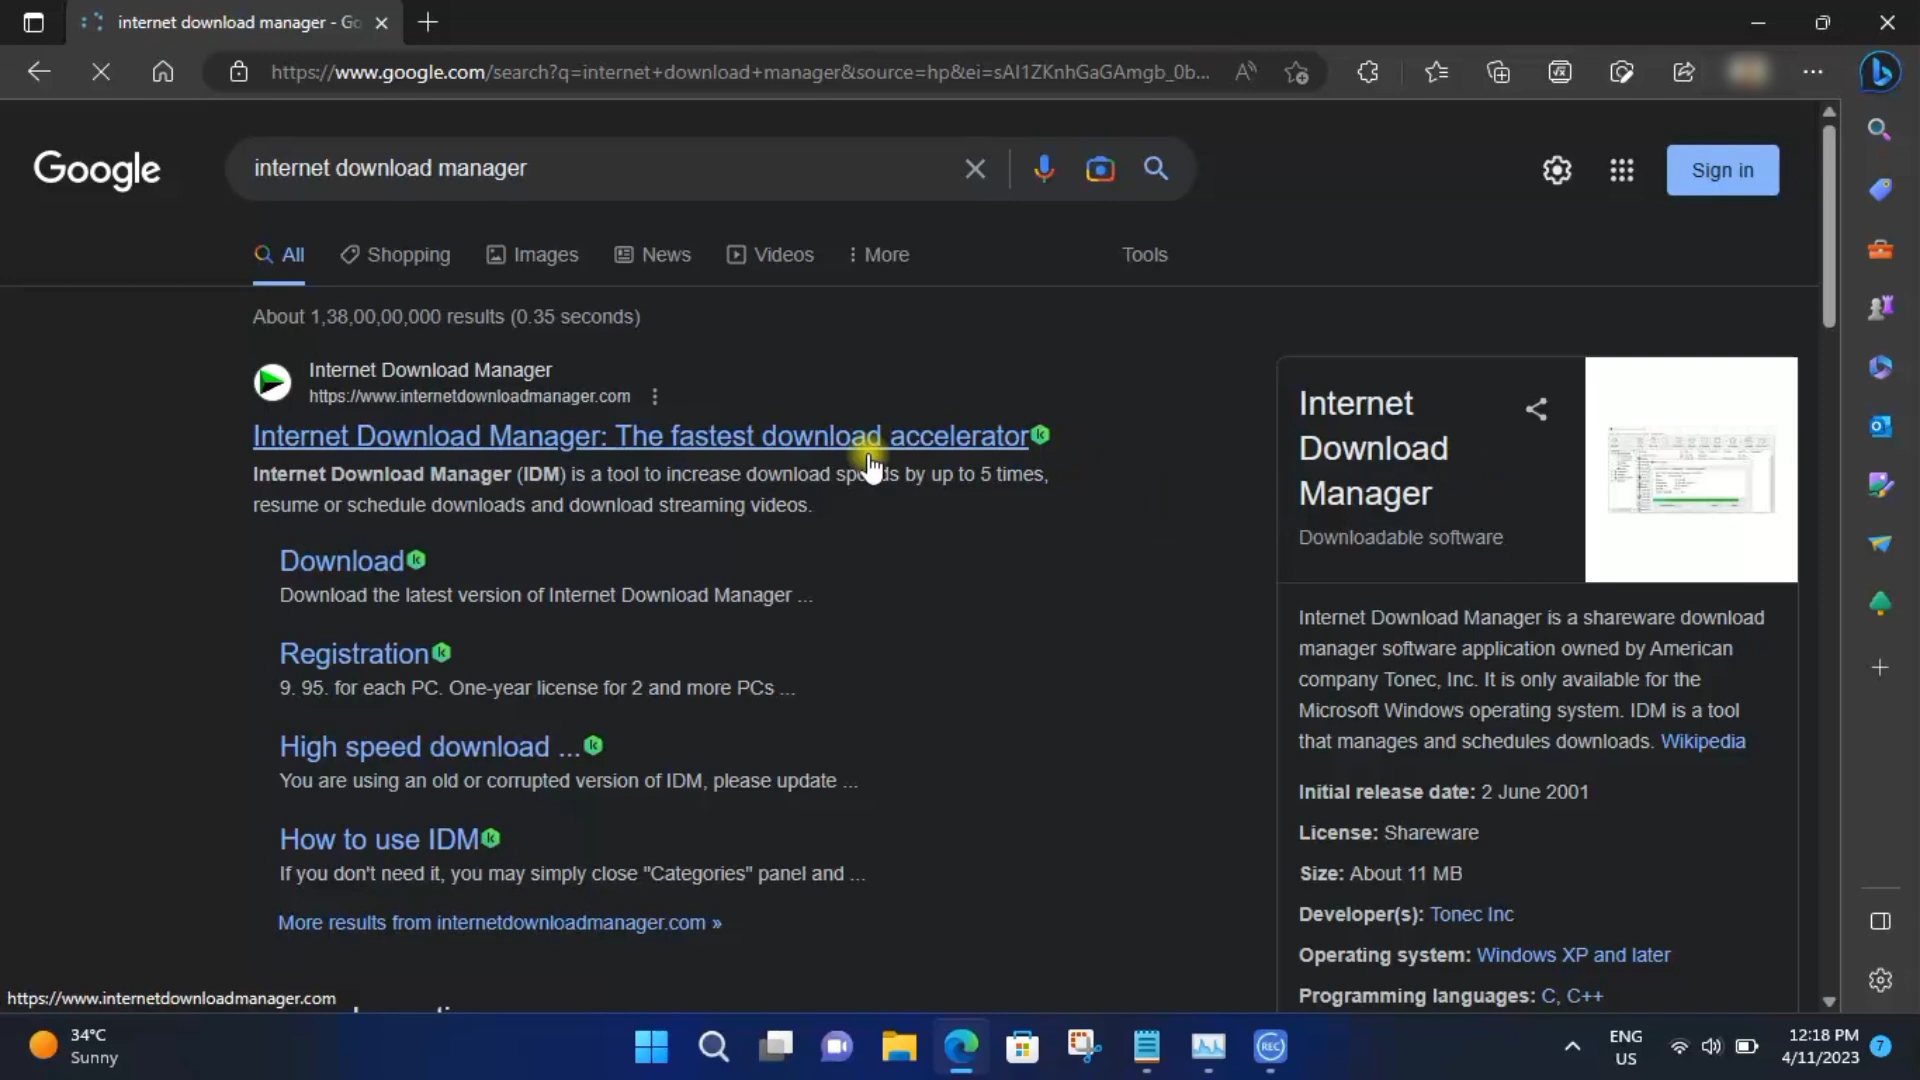 internet download manager - Go
https://www.google.com/search?q=internet+download+manager&source=hp&ei=sAI1ZKnhGaGAmgb_0b...
Google
internet download manager
Sign in
All
Shopping
Images
News
Videos
More
Tools
About 1,38,00,00,000 results (0.35 seconds)
Internet Download Manager
https://www.internetdownloadmanager.com
Internet Download Manager: The fastest download accelerator
Internet Download Manager (IDM) is a tool to increase download speeds by up to 5 times,
resume or schedule downloads and download streaming videos.
Download
Download the latest version of Internet Download Manager ...
Registration
9. 95. for each PC. One-year license for 2 and more PCs ...
High speed download ...
You are using an old or corrupted version of IDM, please update ...
How to use IDM
If you don't need it, you may simply close "Categories" panel and ...
More results from internetdownloadmanager.com »
Internet
Download
Manager
Downloadable software
Internet Download Manager is a shareware download
manager software application owned by American
company Tonec, Inc. It is only available for the
Microsoft Windows operating system. IDM is a tool
that manages and schedules downloads. Wikipedia
Initial release date: 2 June 2001
License: Shareware
Size: About 11 MB
Developer(s): Tonec Inc
Operating system: Windows XP and later
Programming languages: C, C++
https://www.internetdownloadmanager.com
34°C
Sunny
REC
ENG
US
12:18 PM
4/11/2023
7